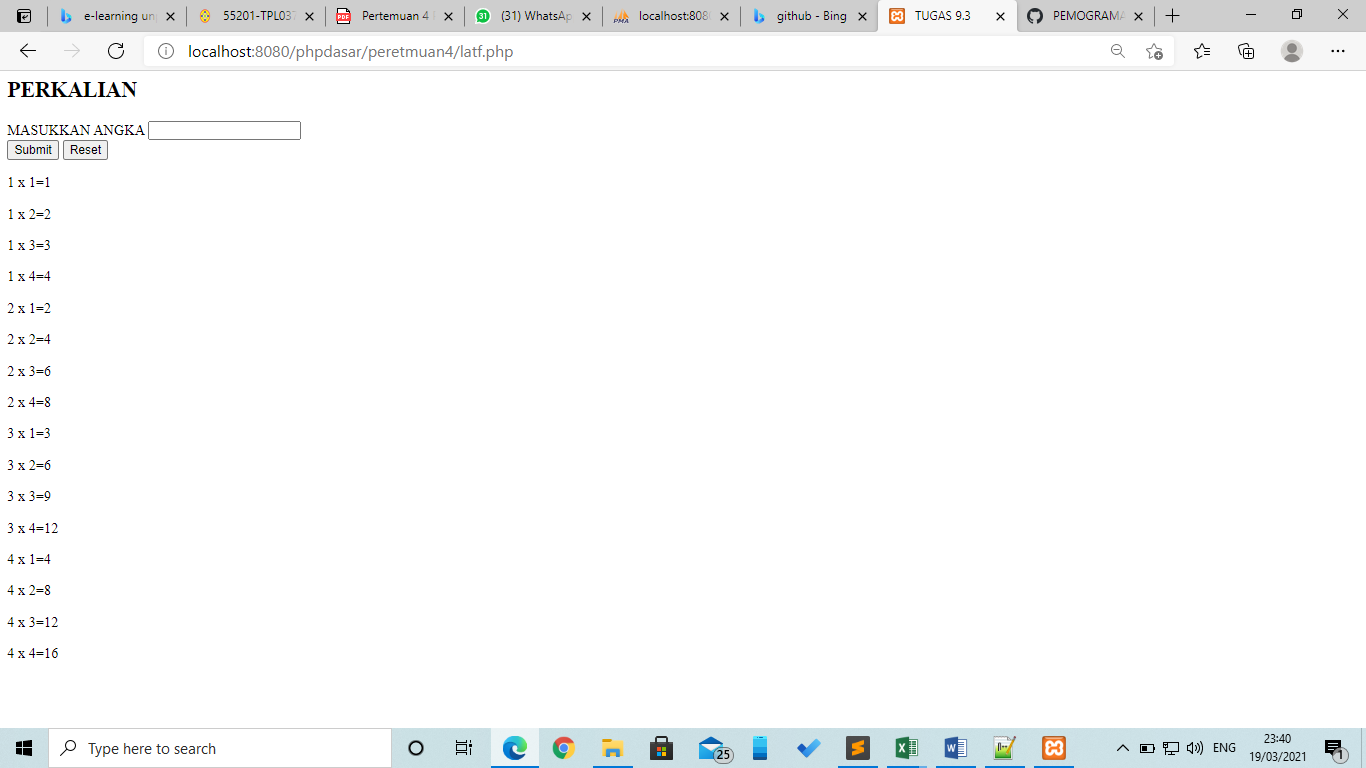 e-learning un
55201-TPL037
Pertemuan 4
(31) WhatsAp
localhost:808
github - Bing
TUGAS 9.3
PEMOGRAMA
localhost:8080/phpdasar/peretmuan4/latf.php
PERKALIAN
MASUKKAN ANGKA
Submit Reset
1 x 1=1
1 x 2=2
1 x 3=3
1 x 4=4
2 x 1=2
2 x 2=4
2 x 3=6
2 x 4=8
3 x 1=3
3 x 2=6
3 x 3=9
3 x 4=12
4 x 1=4
4 x 2=8
4 x 3=12
4 x 4=16
Type here to search
25
ENG
23:40
19/03/2021
1